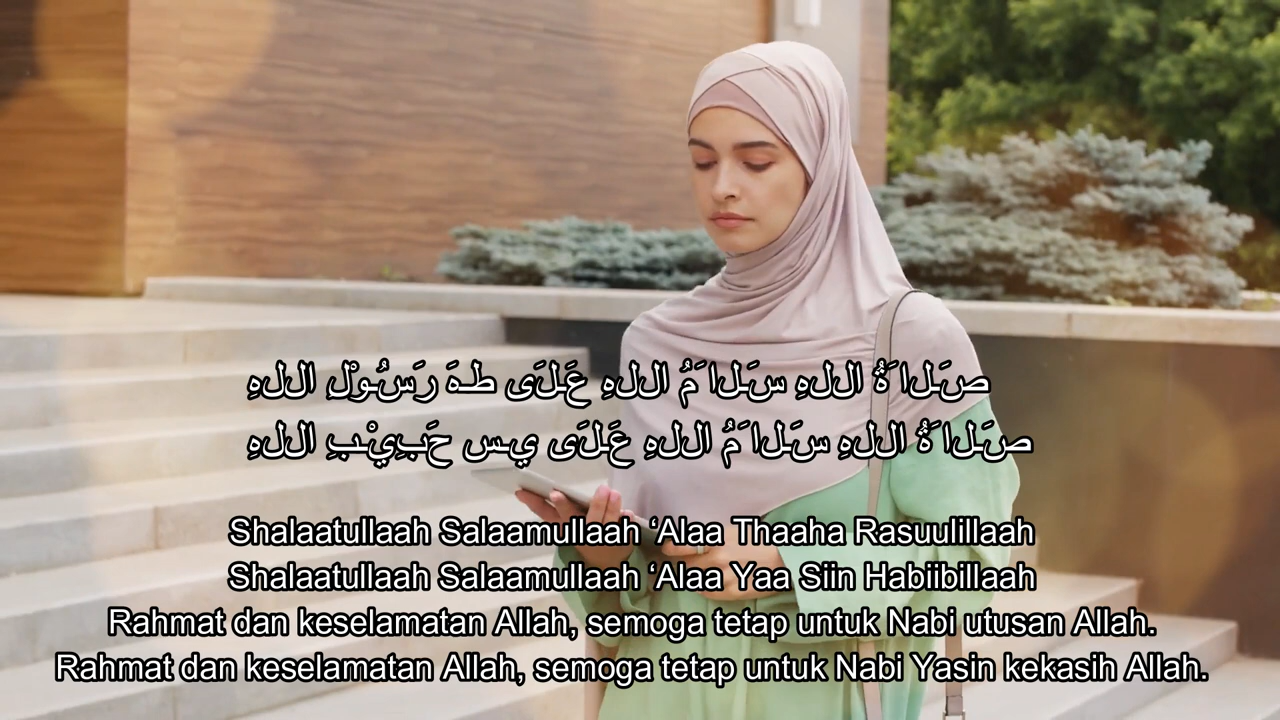 صَلَاةُ اللهِ سَلَامُ اللهِ عَلَى طـهَ رَسُوْلِ اللهِ
صَلَاةُ اللهِ سَلَامُ اللهِ عَلَى يـس حَبِيْبِ اللهِ
Shalaatullaah Salaamullaah ‘Alaa Thaaha Rasuulillaah
Shalaatullaah Salaamullaah ‘Alaa Yaa Siin Habiibillaah
Rahmat dan keselamatan Allah, semoga tetap untuk Nabi utusan Allah.
Rahmat dan keselamatan Allah, semoga tetap untuk Nabi Yasin kekasih Allah.